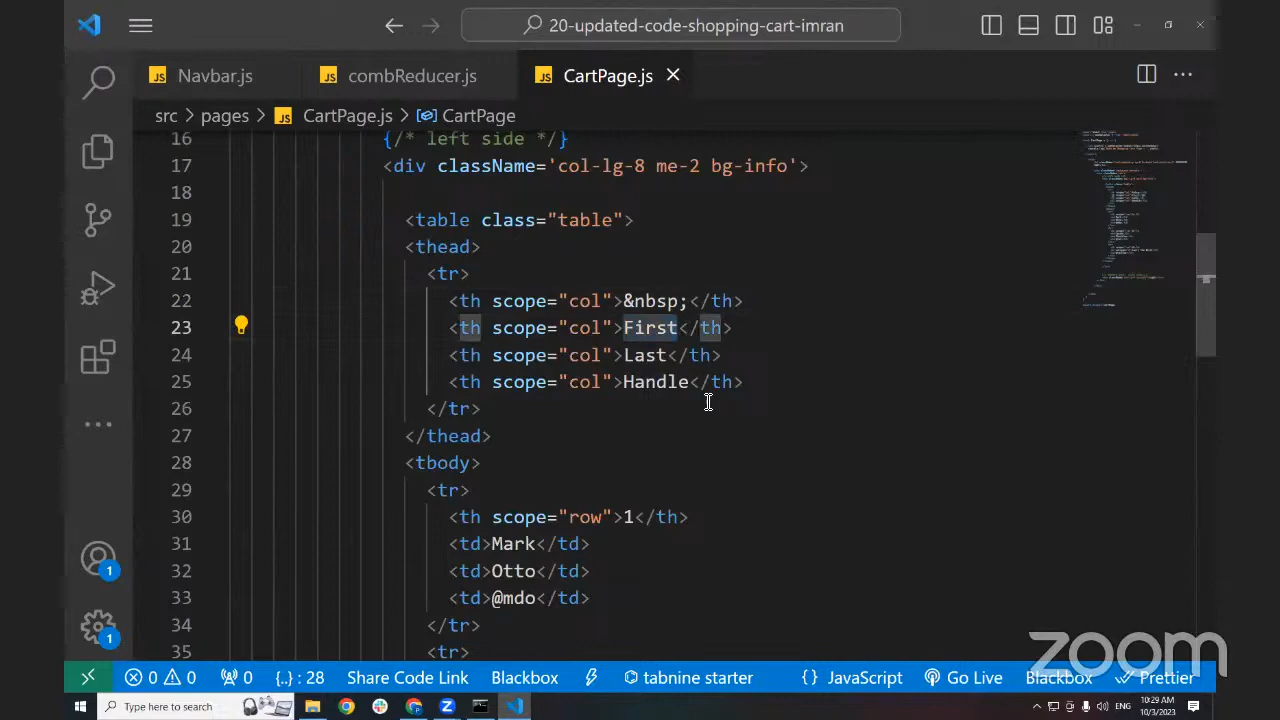 20-updated-code-shopping-cart-imran
JS Navbar.js
JS combReducer.js
JS CartPage.js
src > pages > JS CartPage.js > CartPage
16 {/* left side */}
17 <div className='col-lg-8 me-2 bg-info'>
18
19 <table class="table">
20 <thead>
21 <tr>
22 <th scope="col">&nbsp;</th>
23 <th scope="col">First</th>
24 <th scope="col">Last</th>
25 <th scope="col">Handle</th>
26 </tr>
27 </thead>
28 <tbody>
29 <tr>
30 <th scope="row">1</th>
31 <td>Mark</td>
32 <td>Otto</td>
33 <td>@mdo</td>
34 </tr>
35 <tr>
1
1
zoom
0 0 0 {..} : 28 Share Code Link Blackbox tabnine starter { } JavaScript Go Live Blackbox Prettier
Type here to search
10:29 AM
10/3/2023